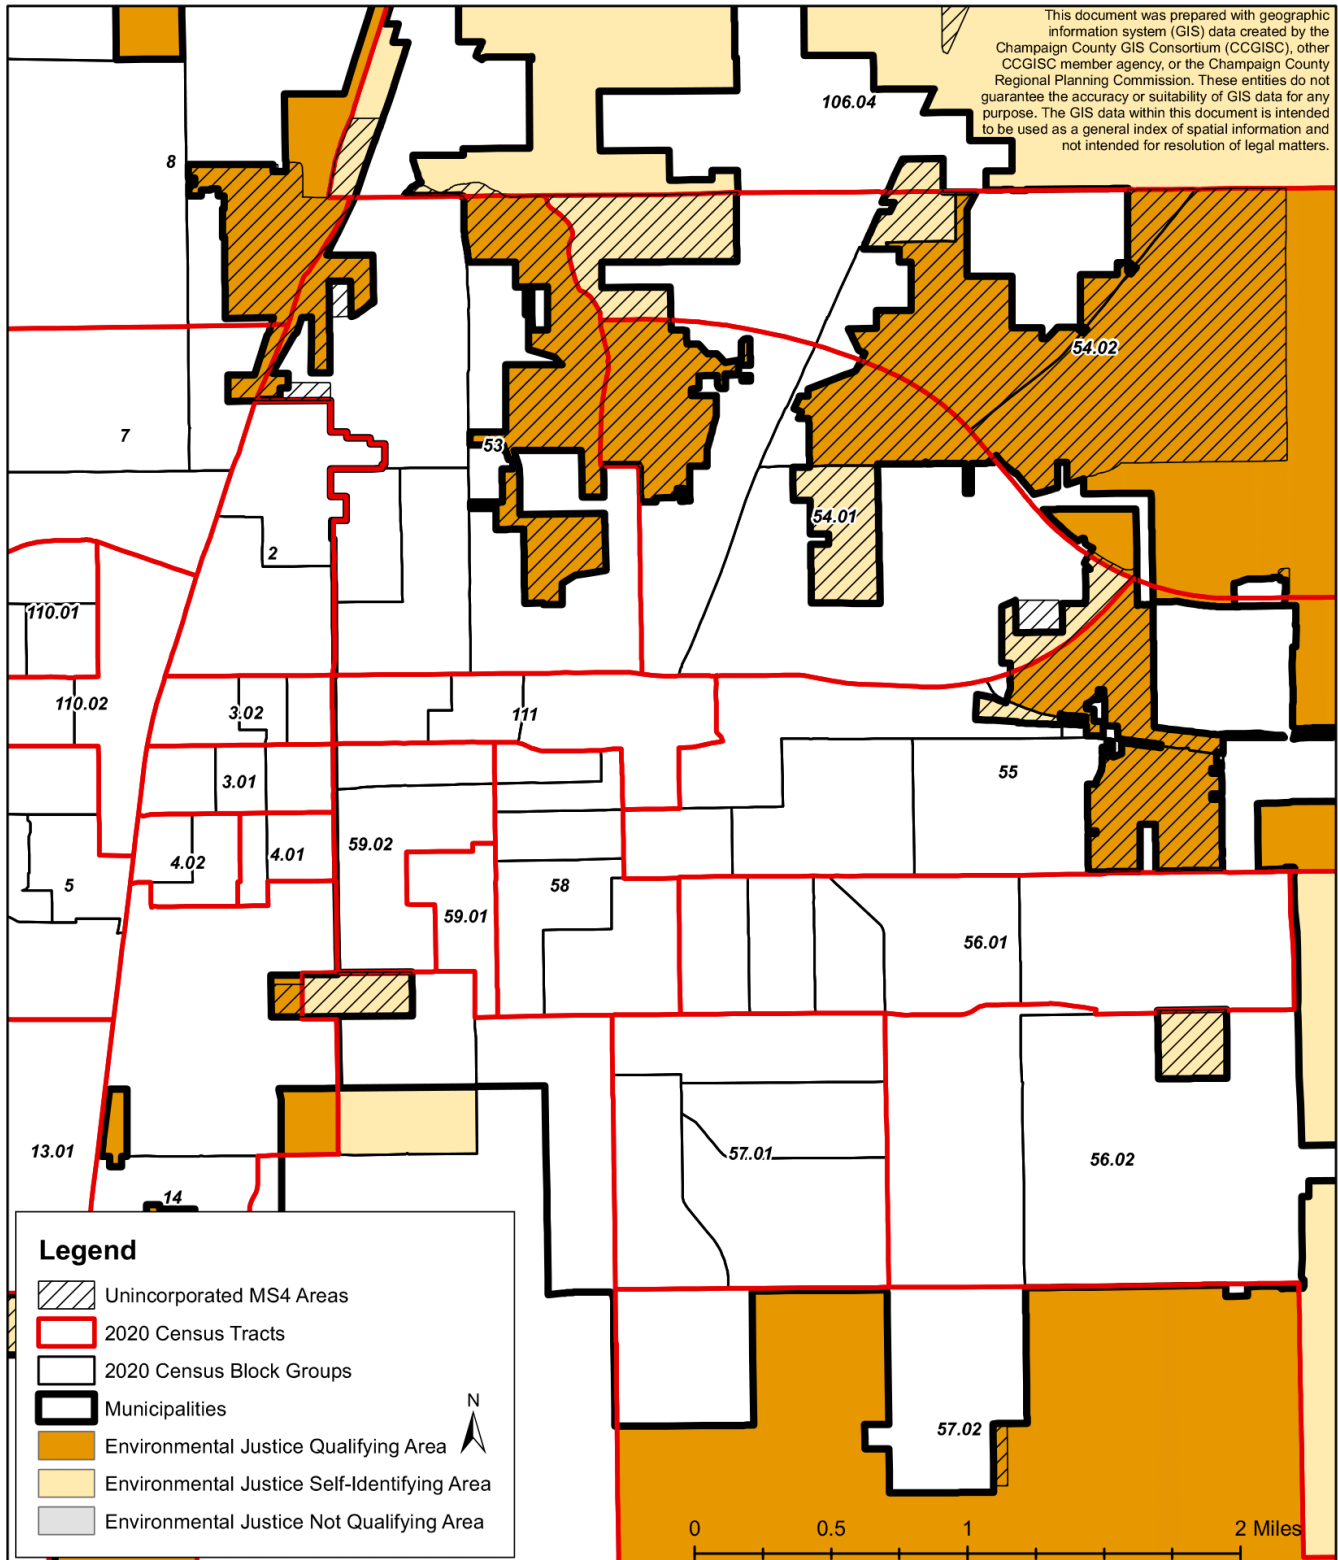 This document was prepared with geographic
information system (GIS) data created by the
Champaign County GIS Consortium (CCGISC), other
CCGISC member agency, or the Champaign County
Regional Planning Commission. These entities do not
guarantee the accuracy or suitability of GIS data for any
purpose. The GIS data within this document is intended
to be used as a general index of spatial information and
not intended for resolution of legal matters.
106.04
8
54.02
7
53
54.01
2
110.01
110.02
3.02
111
55
3.01
59.02
4.02
4.01
5
58
59.01
56.01
13.01
57.01
56.02
14
57.02
Legend
Unincorporated MS4 Areas
2020 Census Tracts
2020 Census Block Groups
Municipalities
Environmental Justice Qualifying Area
Environmental Justice Self-Identifying Area
Environmental Justice Not Qualifying Area
N
0 0.5 1 2 Miles